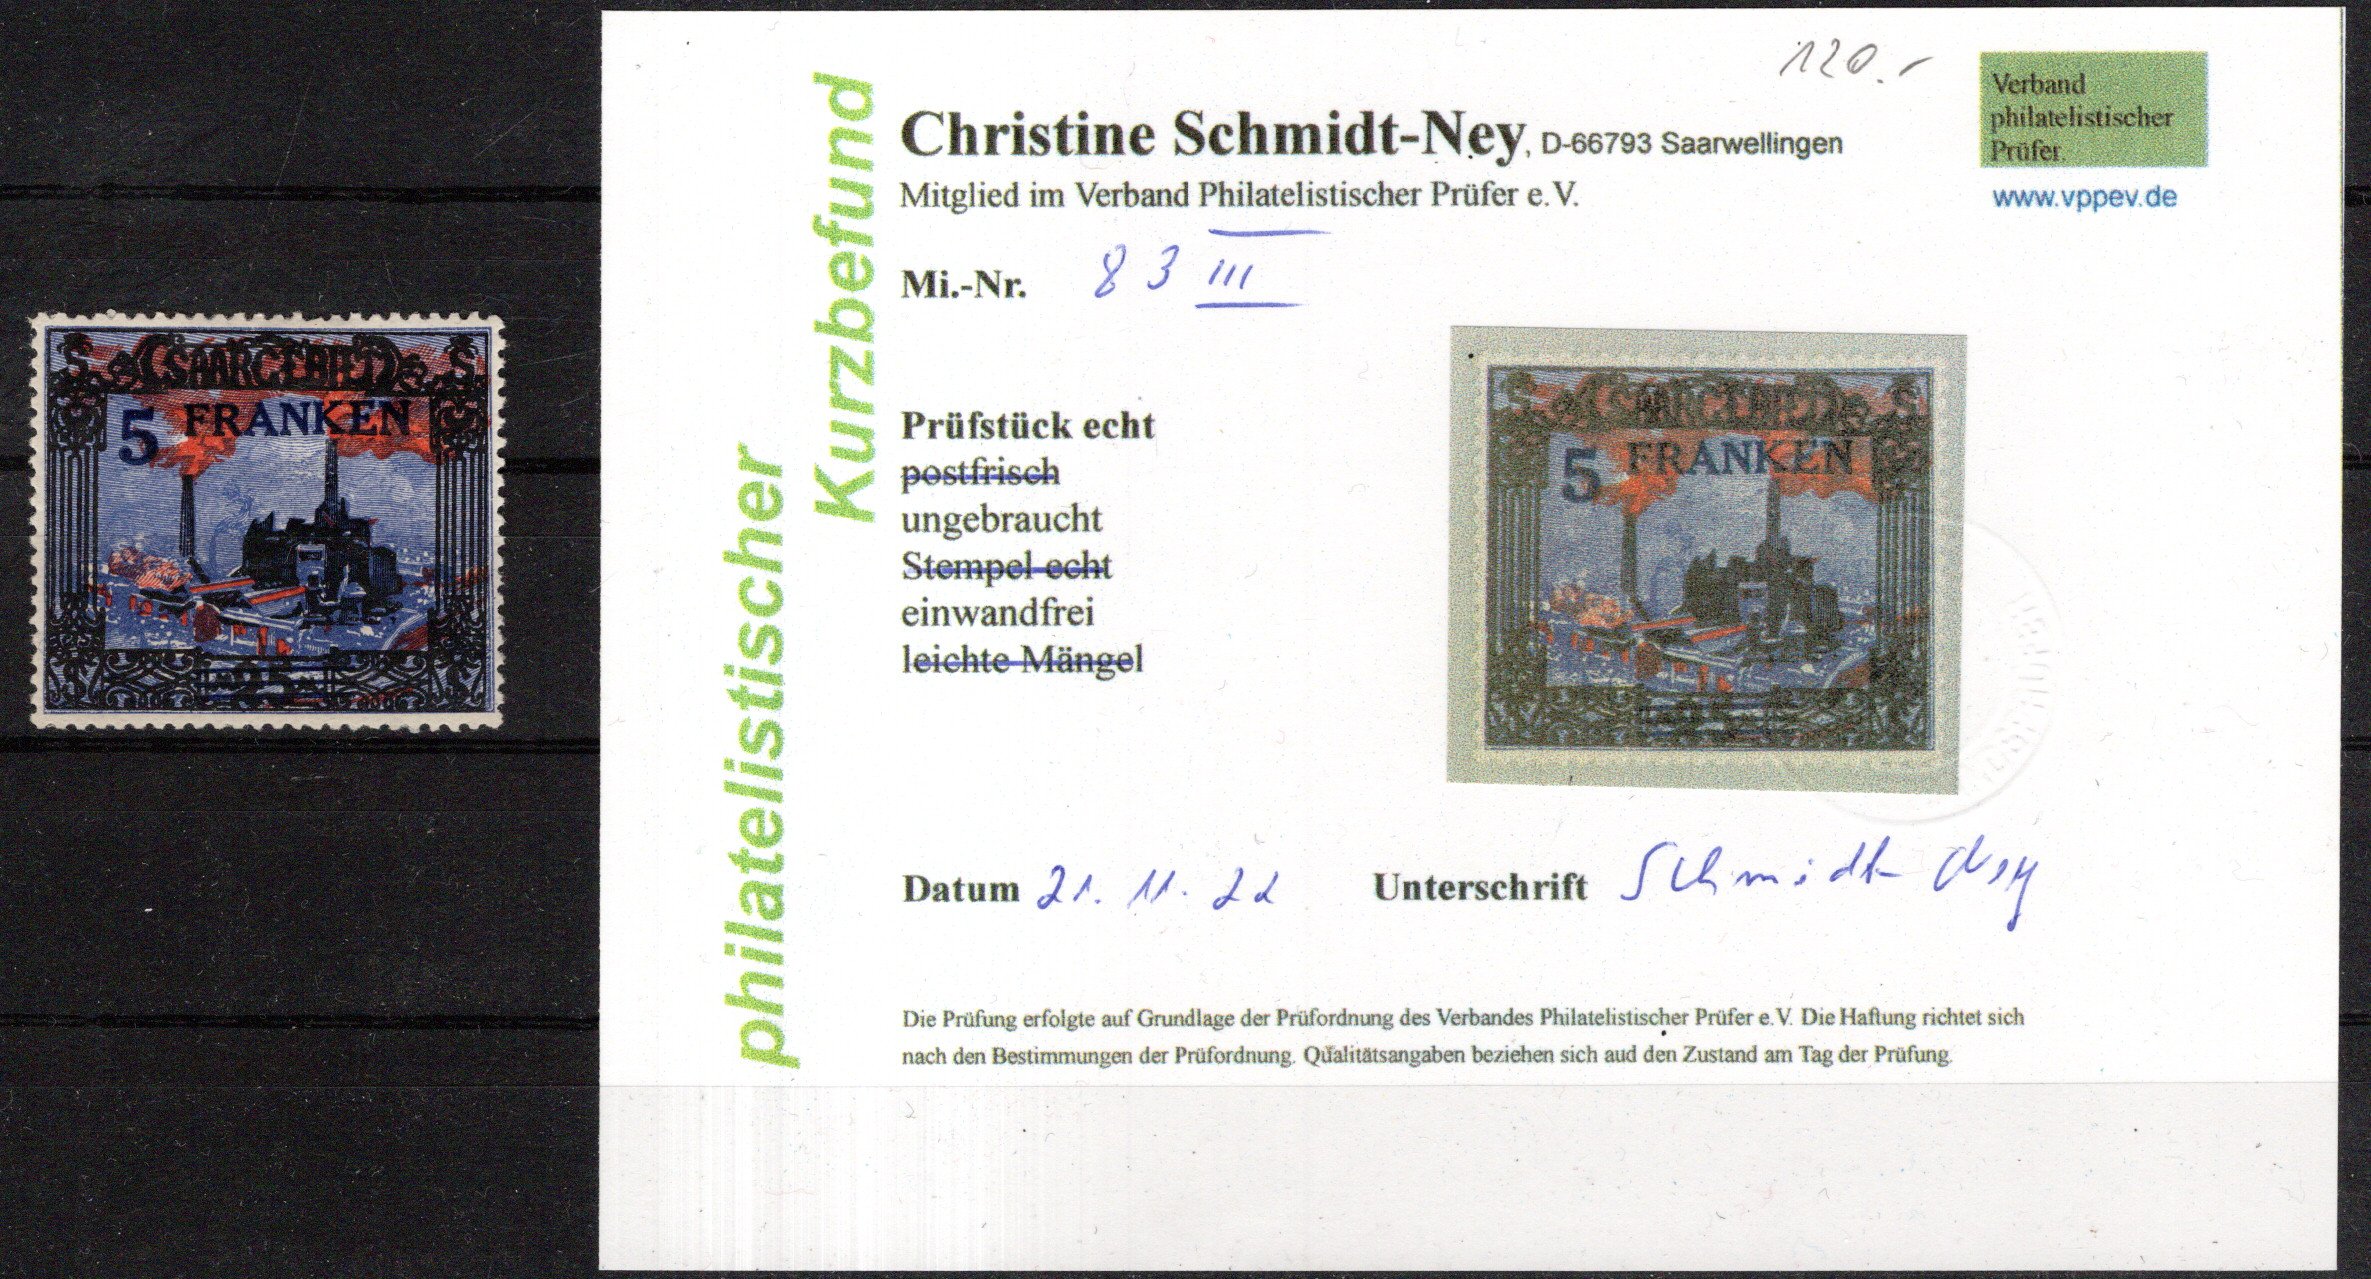 S SAARGEBIET S
5 FRANKEN
philatelistischer
Kurzbefund
120.-
Christine Schmidt-Ney, D-66793 Saarwellingen
Mitglied im Verband Philatelistischer Prüfer e.V.
Verband
philatelistischer
Prüfer.
www.vppev.de
Mi.-Nr. 83 III
Prüfstück echt
postfrisch
ungebraucht
Stempel echt
einwandfrei
leichte Mängel
S SAARGEBIET S
5 FRANKEN
Datum 21. 11. 22 Unterschrift Schmidt Ney
Die Prüfung erfolgte auf Grundlage der Prüfordnung des Verbandes Philatelistischer Prüfer e.V. Die Haftung richtet sich
nach den Bestimmungen der Prüfordnung. Qualitätsangaben beziehen sich aud den Zustand am Tag der Prüfung.